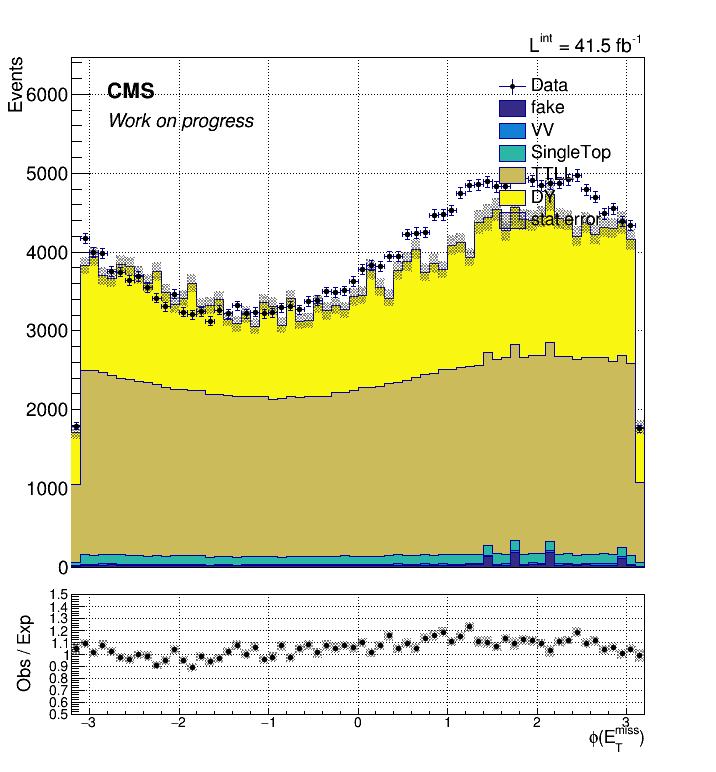 L^int = 41.5 fb^-1
Events
CMS
Work on progress
Data
fake
VV
SingleTop
TTLL
DY
stat error
6000
5000
4000
3000
2000
1000
0
Obs / Exp
1.5
1.4
1.3
1.2
1.1
1
0.9
0.8
0.7
0.6
0.5
−3 −2 −1 0 1 2 3
ϕ(E_T^miss)